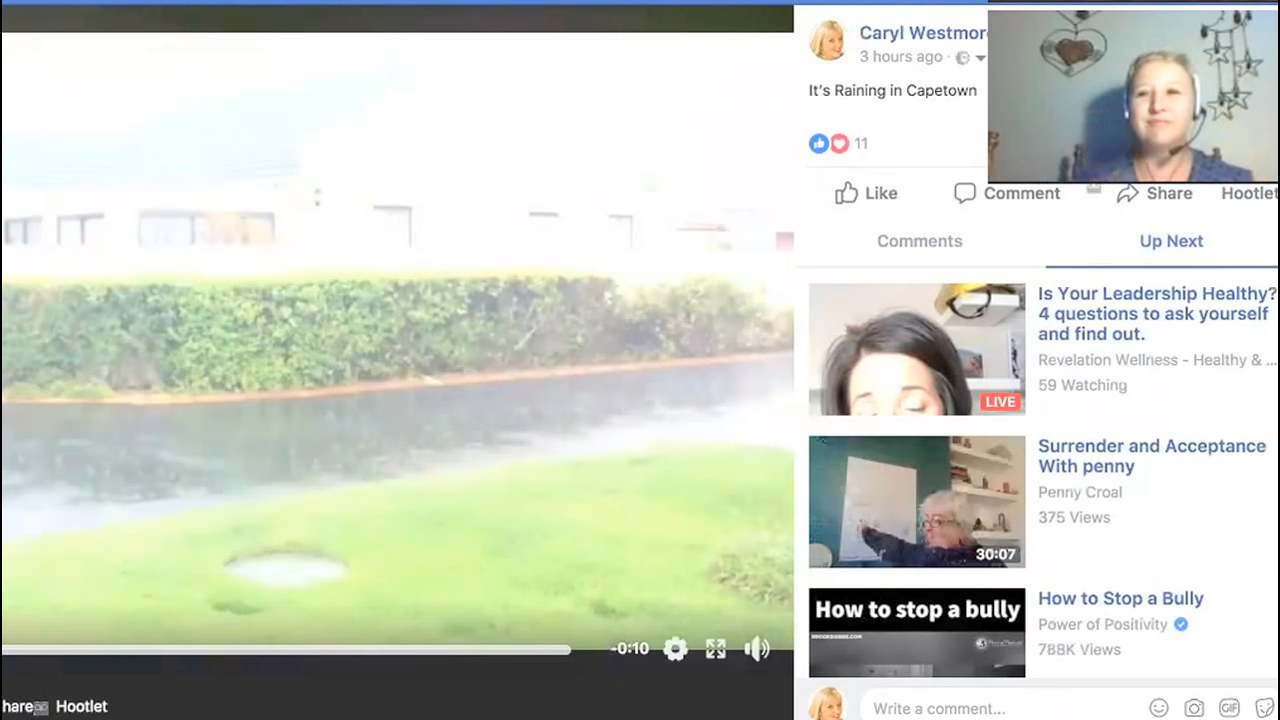 Caryl Westmor
3 hours ago
It's Raining in Capetown
11
Like
Comment
Share
Hootlet
Comments
Up Next
Is Your Leadership Healthy?
4 questions to ask yourself
and find out.
Revelation Wellness - Healthy & ...
59 Watching
LIVE
Surrender and Acceptance
With penny
Penny Croal
375 Views
30:07
How to stop a bully
How to Stop a Bully
Power of Positivity
788K Views
-0:10
hare
Hootlet
Write a comment...
GIF